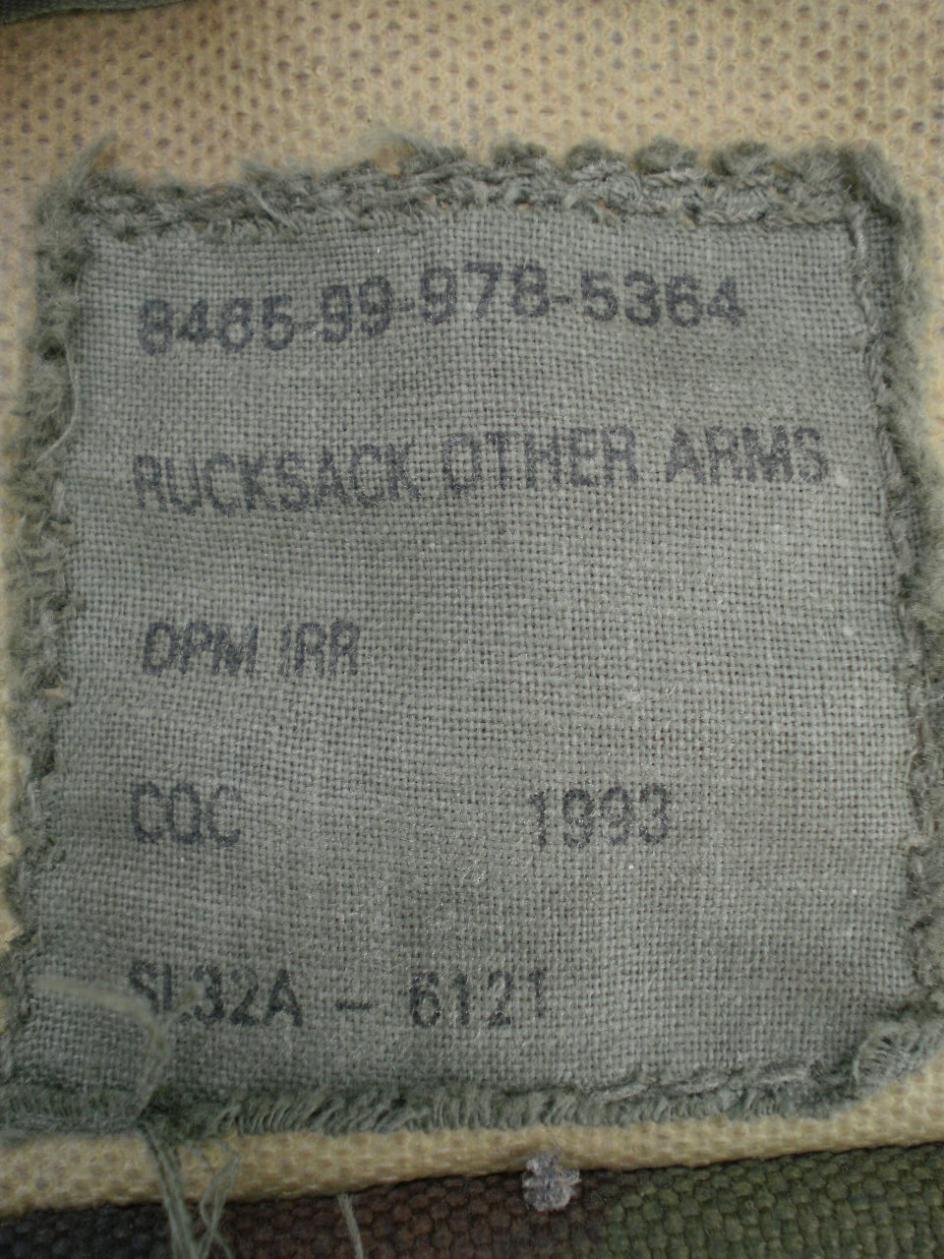 8465-99-978-5364
RUCKSACK OTHER ARMS
DPM IRR
CQC 1993
SL32A - 6121